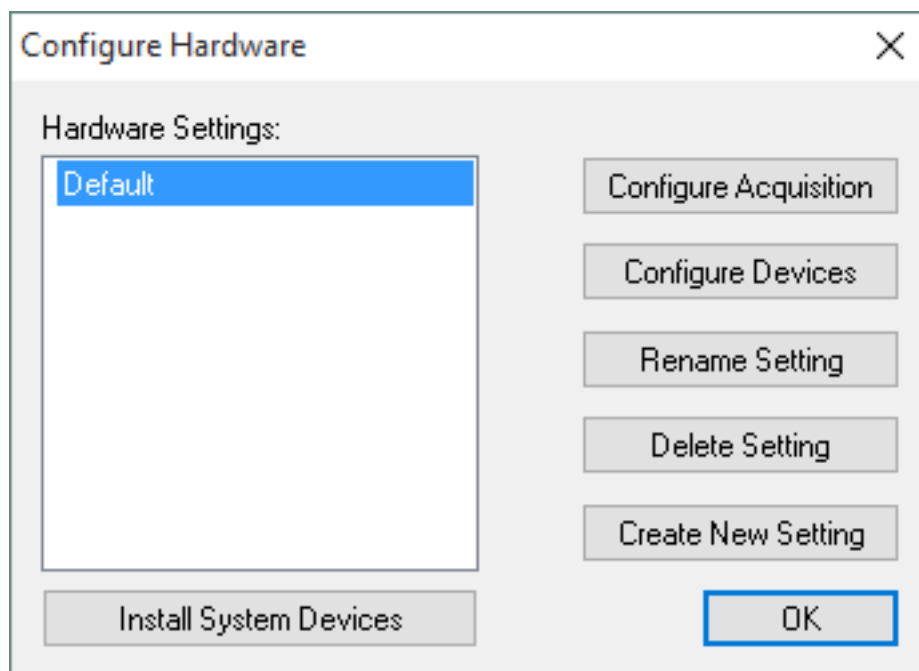 Configure Hardware
Hardware Settings:
Default
Configure Acquisition
Configure Devices
Rename Setting
Delete Setting
Create New Setting
Install System Devices
OK